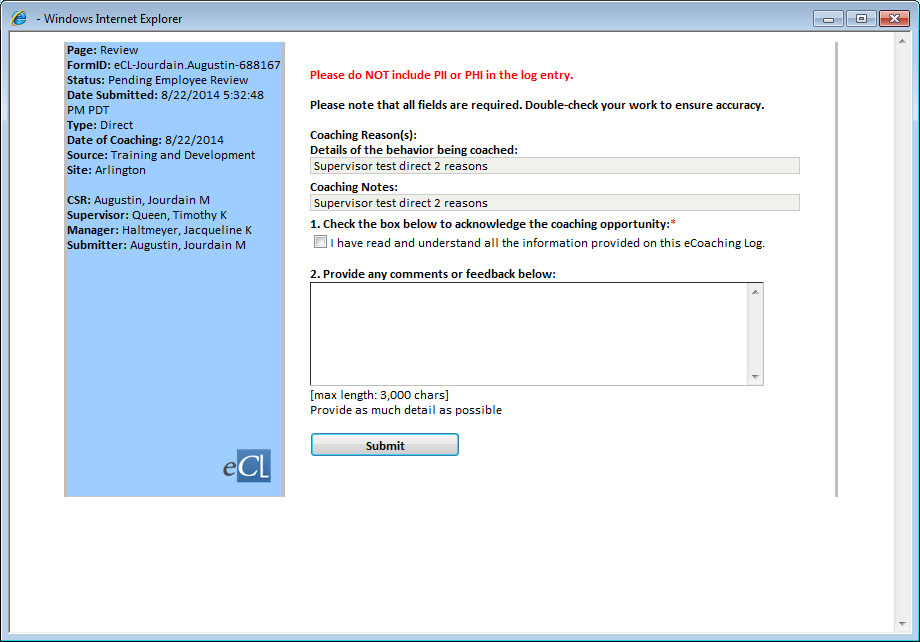 - Windows Internet Explorer
Page: Review
FormID: eCL-Jourdain.Augustin-688167
Status: Pending Employee Review
Date Submitted: 8/22/2014 5:32:48
PM PDT
Type: Direct
Date of Coaching: 8/22/2014
Source: Training and Development
Site: Arlington
CSR: Augustin, Jourdain M
Supervisor: Queen, Timothy K
Manager: Haltmeyer, Jacqueline K
Submitter: Augustin, Jourdain M
eCL
Please do NOT include PII or PHI in the log entry.
Please note that all fields are required. Double-check your work to ensure accuracy.
Coaching Reason(s):
Details of the behavior being coached:
Supervisor test direct 2 reasons
Coaching Notes:
Supervisor test direct 2 reasons
1. Check the box below to acknowledge the coaching opportunity:*
I have read and understand all the information provided on this eCoaching Log.
2. Provide any comments or feedback below:
[max length: 3,000 chars]
Provide as much detail as possible
Submit